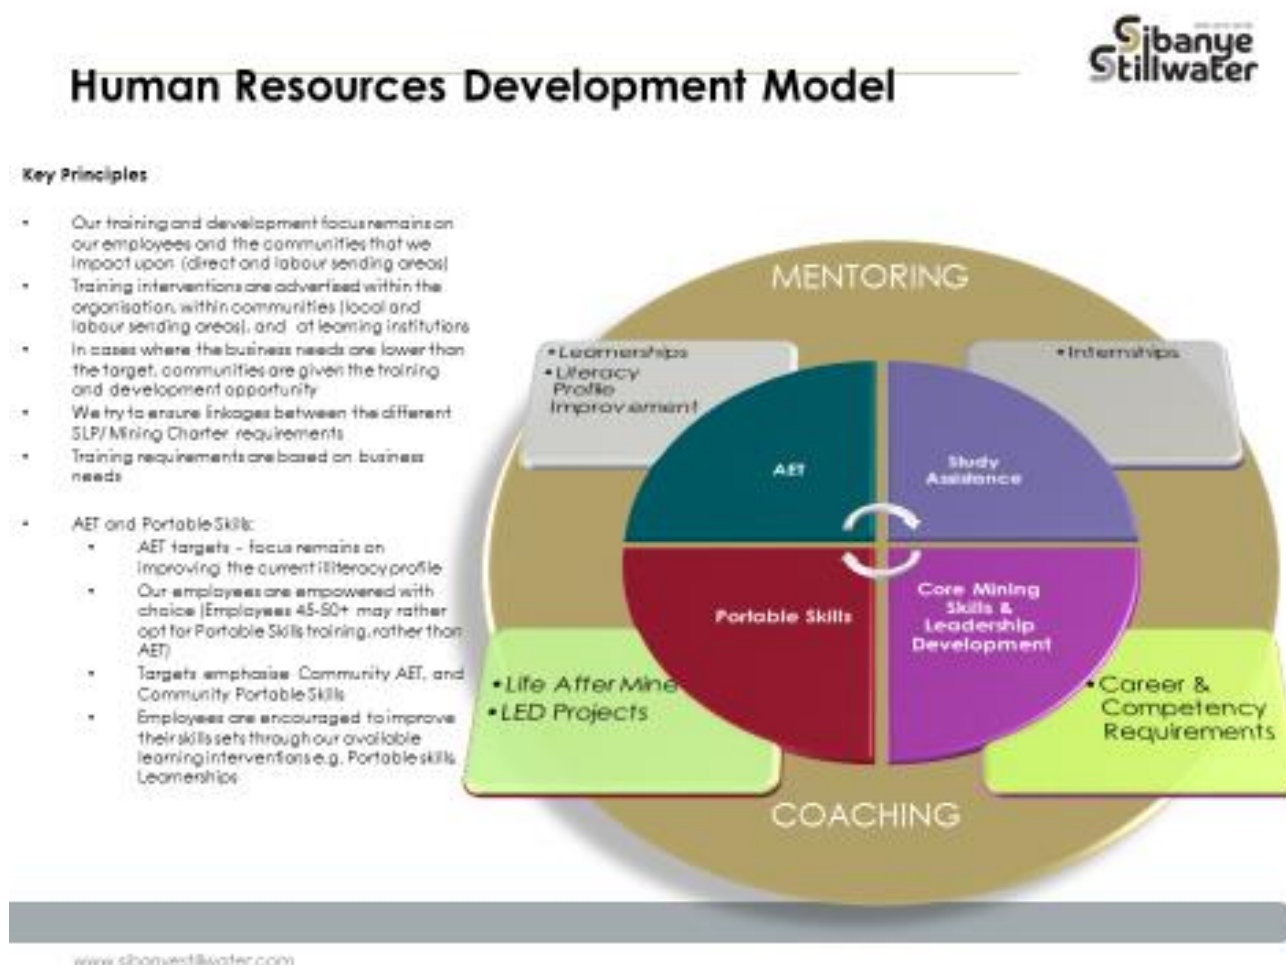 Sibanye
Stillwater
Human Resources Development Model
Key Principles
• Our training and development focus remains on
our employees and the communities that we
impact upon (direct and labour sending areas)
• Training interventions are advertised within the
organisation, within communities (local and
labour sending areas), and at learning institutions
• In cases where the business needs are lower than
the target, communities are given the training
and development opportunity
• We try to ensure linkages between the different
SLP/Mining Charter requirements
• Training requirements are based on business
needs
• AET and Portable Skills:
• AET targets – focus remains on
improving the current illiteracy profile
• Our employees are empowered with
choice (Employees 45-50+ may rather
opt for Portable Skills training, rather than
AET)
• Targets emphasise Community AET, and
Community Portable Skills
• Employees are encouraged to improve
their skills sets through our available
learning interventions e.g. Portable skills,
Learnerships
MENTORING
• Learnerships
• Literacy
Profile
Improvement
• Internships
AET
Study
Assistance
Portable Skills
Core Mining
Skills &
Leadership
Development
• Life After Mine
• LED Projects
• Career &
Competency
Requirements
COACHING
www.sibanyestillwater.com